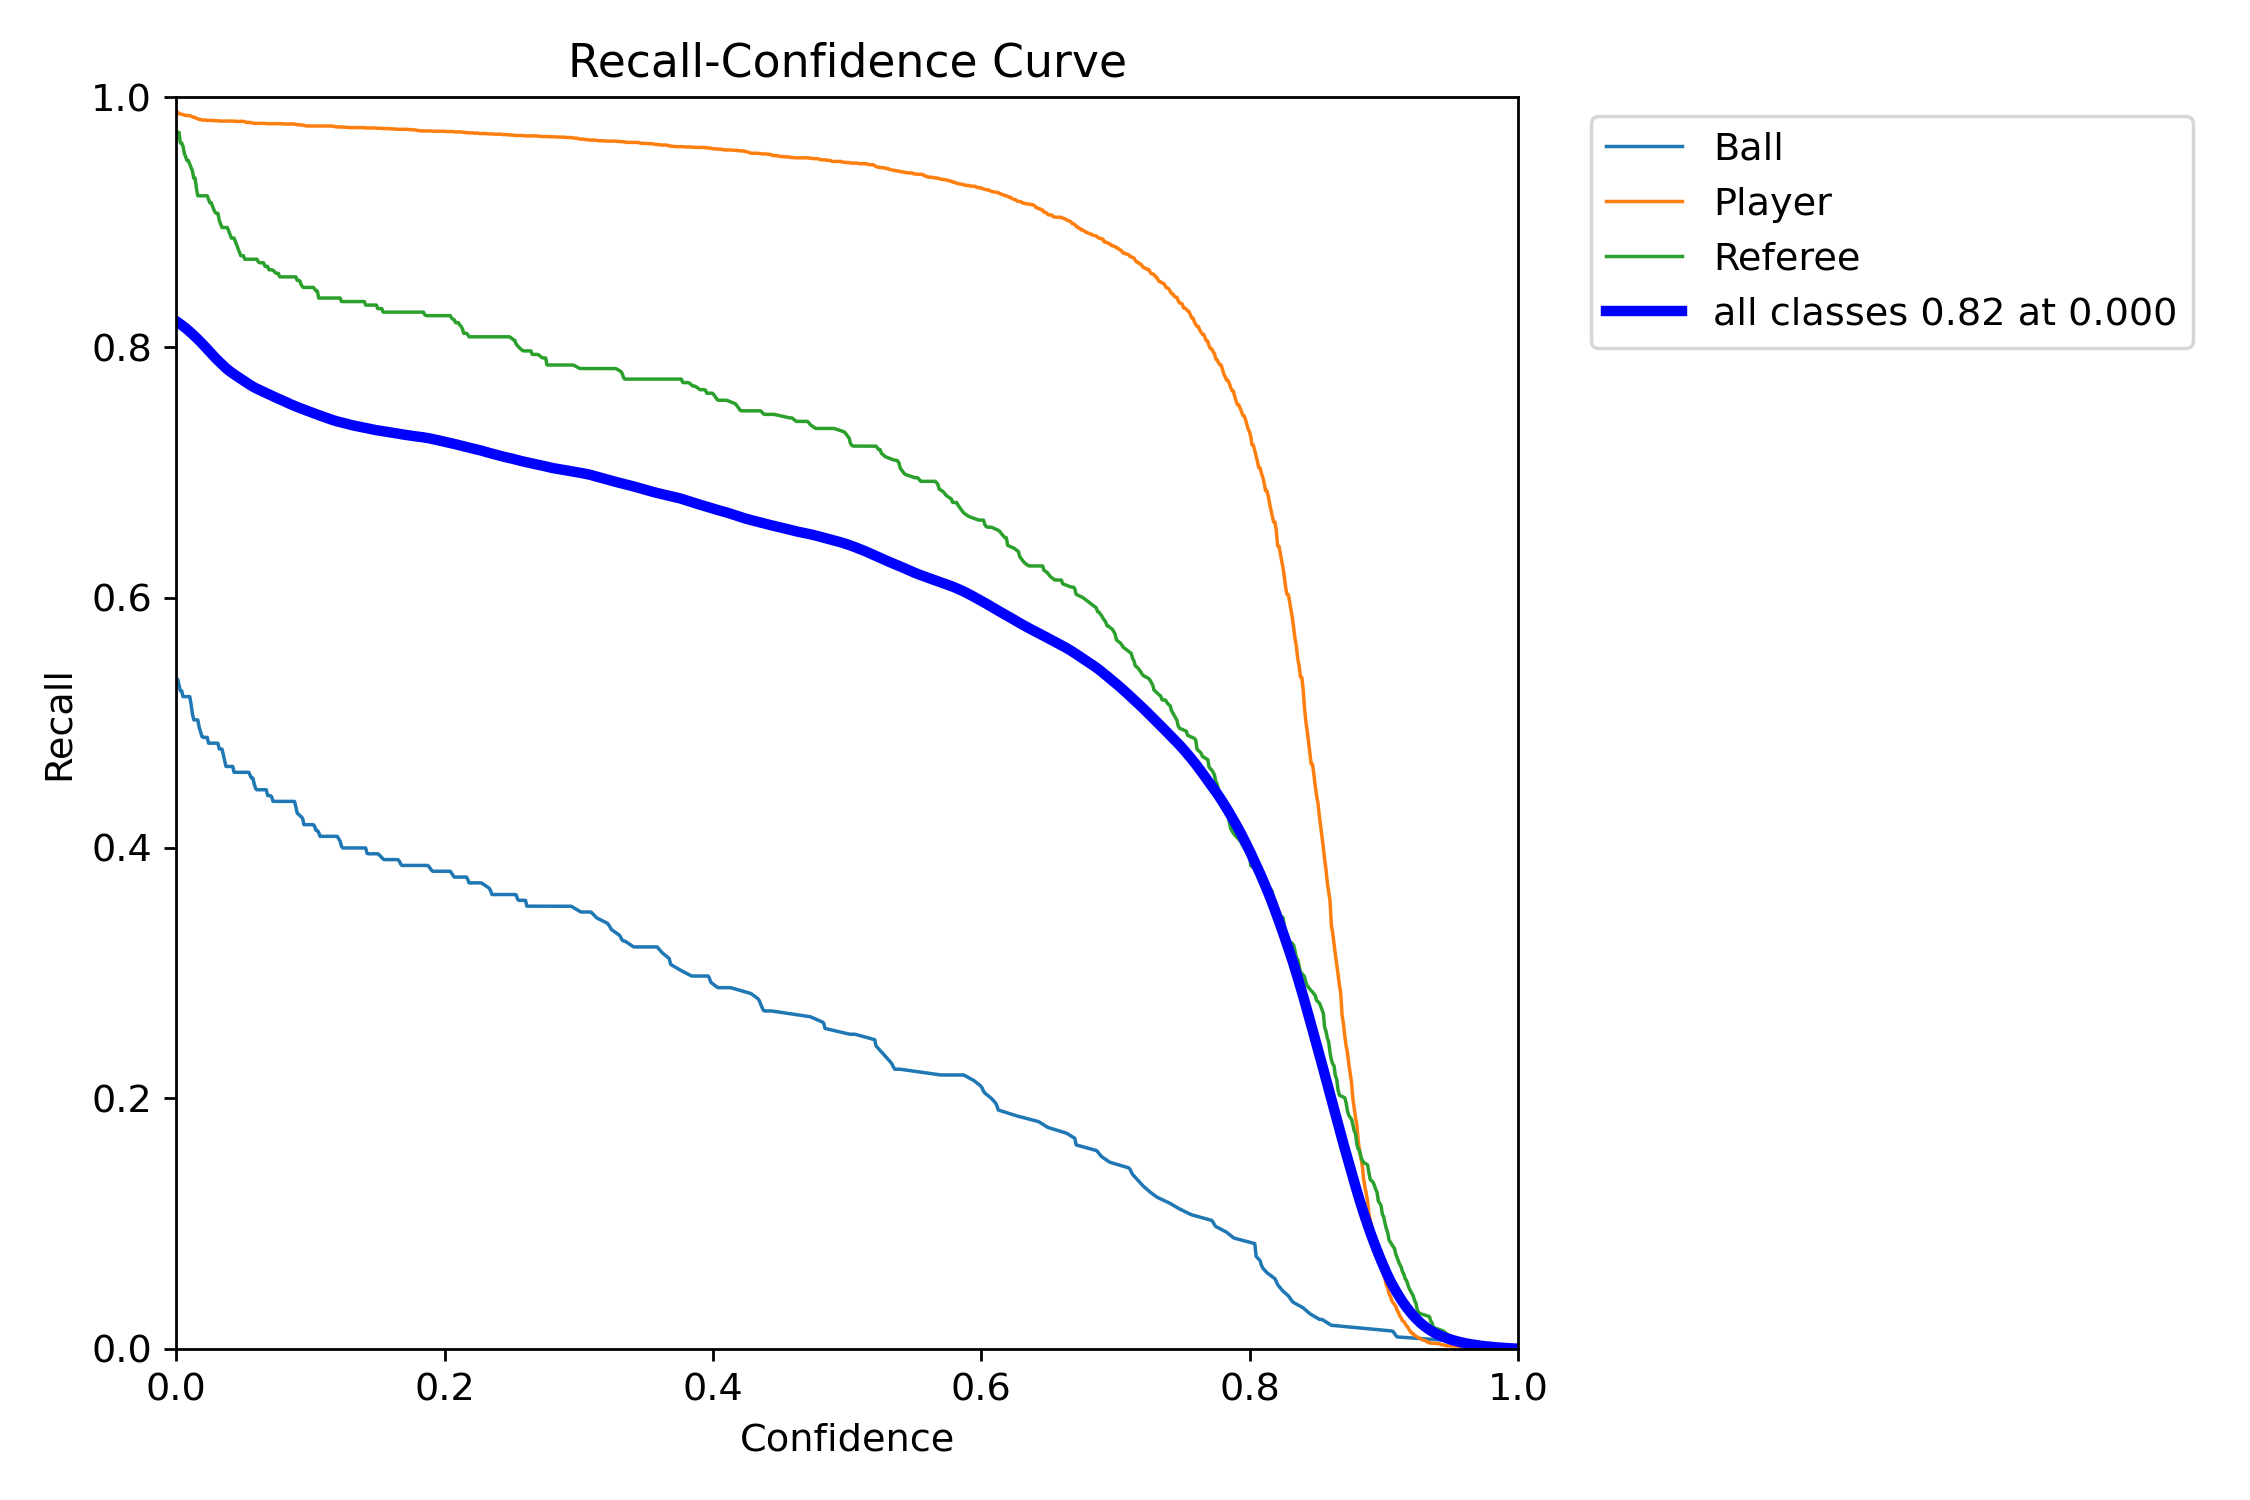 Recall-Confidence Curve
1.0
0.8
0.6
0.4
0.2
0.0
Recall
0.0 0.2 0.4 0.6 0.8 1.0
Confidence
Ball
Player
Referee
all classes 0.82 at 0.000